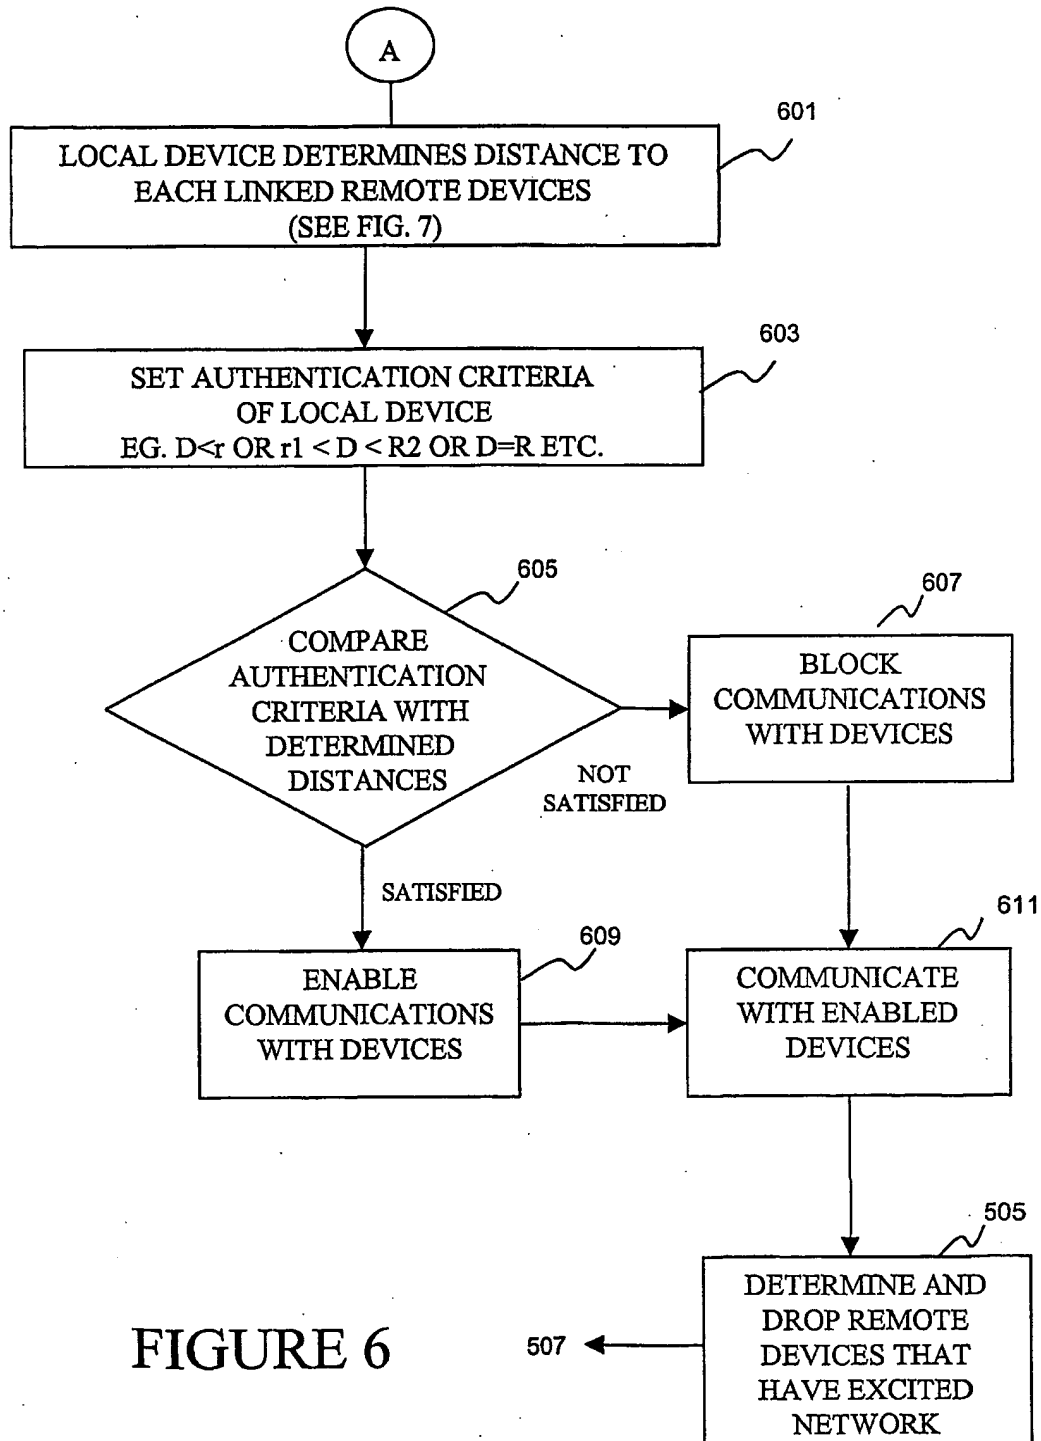 A
601
LOCAL DEVICE DETERMINES DISTANCE TO
EACH LINKED REMOTE DEVICES
(SEE FIG. 7)
603
SET AUTHENTICATION CRITERIA
OF LOCAL DEVICE
EG. D<r OR r1 < D < R2 OR D=R ETC.
605
COMPARE
AUTHENTICATION
CRITERIA WITH
DETERMINED
DISTANCES
607
BLOCK
COMMUNICATIONS
WITH DEVICES
NOT
SATISFIED
SATISFIED
609
ENABLE
COMMUNICATIONS
WITH DEVICES
611
COMMUNICATE
WITH ENABLED
DEVICES
505
DETERMINE AND
DROP REMOTE
DEVICES THAT
HAVE EXCITED
NETWORK
507
FIGURE 6